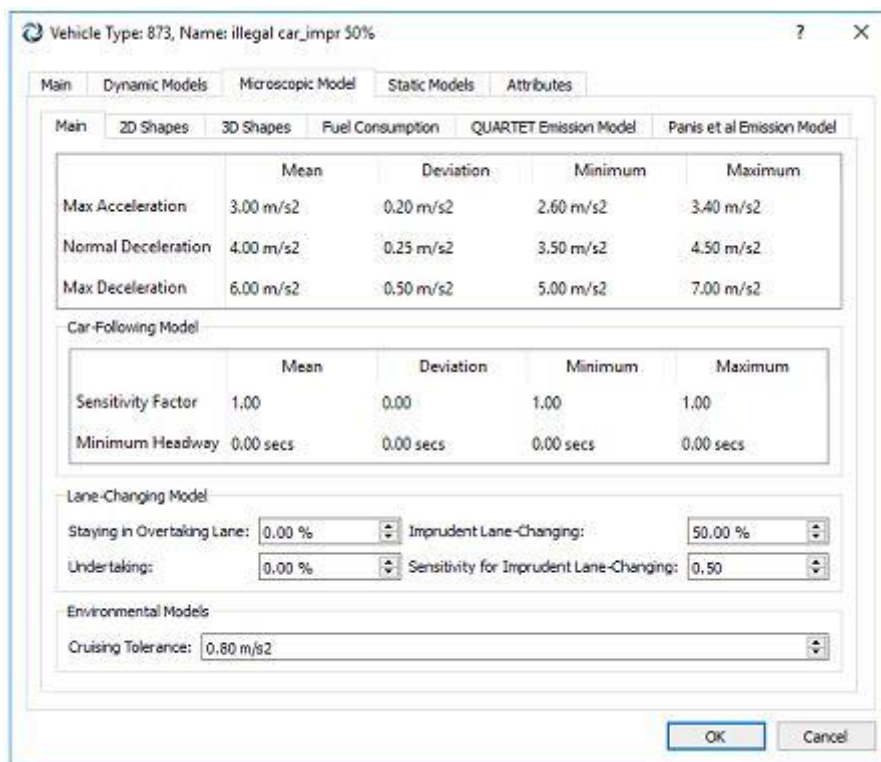 Vehicle Type: 873, Name: illegal car_impr 50% ? ×
Main Dynamic Models Microscopic Model Static Models Attributes
Main 2D Shapes 3D Shapes Fuel Consumption QUARTET Emission Model Panis et al Emission Model
Mean Deviation Minimum Maximum
Max Acceleration 3.00 m/s2 0.20 m/s2 2.60 m/s2 3.40 m/s2
Normal Deceleration 4.00 m/s2 0.25 m/s2 3.50 m/s2 4.50 m/s2
Max Deceleration 6.00 m/s2 0.50 m/s2 5.00 m/s2 7.00 m/s2
Car-Following Model
Mean Deviation Minimum Maximum
Sensitivity Factor 1.00 0.00 1.00 1.00
Minimum Headway 0.00 secs 0.00 secs 0.00 secs 0.00 secs
Lane-Changing Model
Staying in Overtaking Lane: 0.00 % Imprudent Lane-Changing: 50.00 %
Undertaking: 0.00 % Sensitivity for Imprudent Lane-Changing: 0.50
Environmental Models
Cruising Tolerance: 0.80 m/s2
OK Cancel